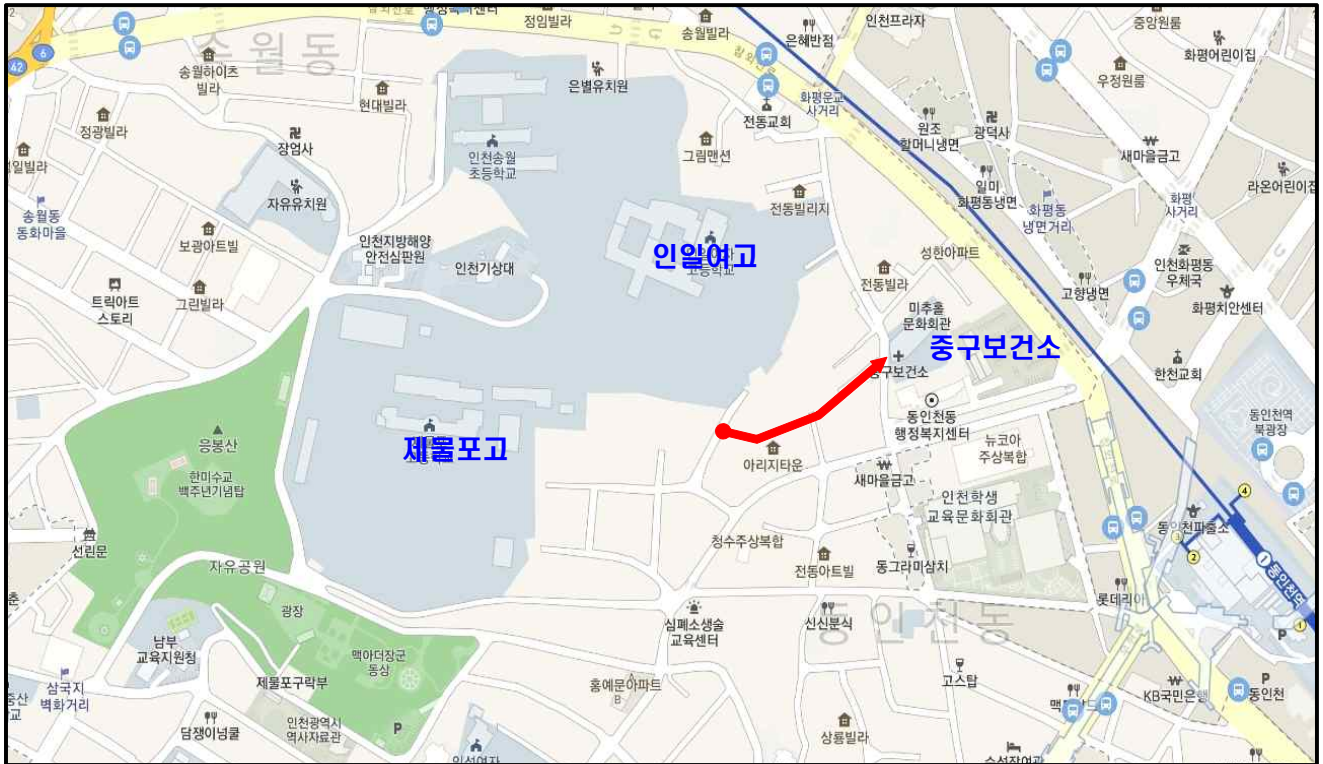 정임빌라
송월빌라
은혜반점
인천프라자
중앙원룸
화평어린이집
6
42
송월하이츠
빌라
현대빌라
은별유치원
전동교회
화평운교
사거리
우정원룸
정광빌라
장엄사
인천송월
초등학교
그림맨션
원조
할머니냉면
광덕사
새마을금고
라온어린이집
자유유치원
송월동
동화마을
보광아트빌
인천지방해양
안전심판원
인천기상대
인일여고
전동빌리지
일미
화평동냉면
화평동
냉면거리
화평
사거리
성한아파트
인천화평동
우체국
트릭아트
스토리
그린빌라
전동빌라
고향냉면
화평치안센터
미추홀
문화회관
중구보건소
중구보건소
한천교회
동인천동
행정복지센터
동인천역
북광장
응봉산
제물포고
한미수교
백주년기념탑
아리지타운
뉴코아
주상복합
새마을금고
인천학생
교육문화회관
4
선린문
청수주상복합
동인천파출소
3
2
자유공원
전동아트빌
동그라미상치
1
동인천역
광장
롯데리아
심폐소생술
교육센터
신신분식
동인천동
1
P
남부
교육지원청
맥아더장군
동상
고스탑
삼국지
벽화거리
제물포구락부
홍예문아파트
B
KB국민은행
P
동인천
인천광역시
역사자료관
P
담쟁이넝쿨
상룡빌라